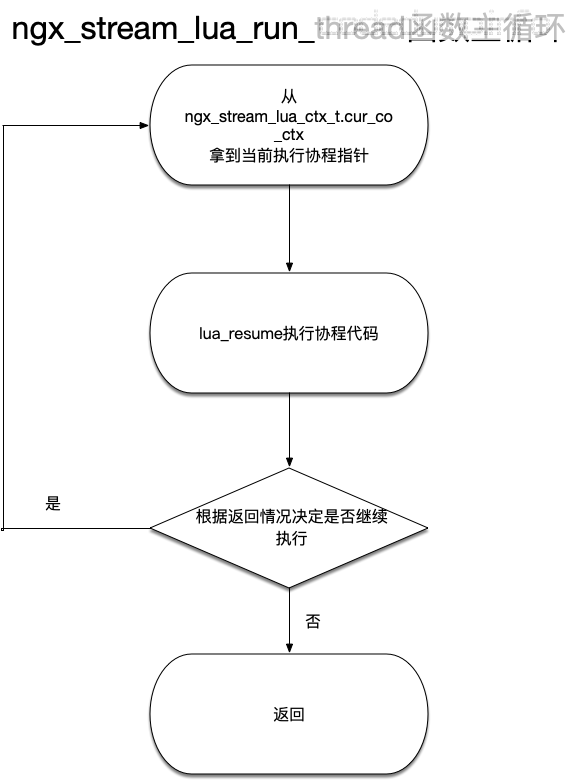 ngx_stream_lua_run_thread函数主循环
从
ngx_stream_lua_ctx_t.cur_co
_ctx
拿到当前执行协程指针
lua_resume执行协程代码
是
根据返回情况决定是否继续
执行
否
返回